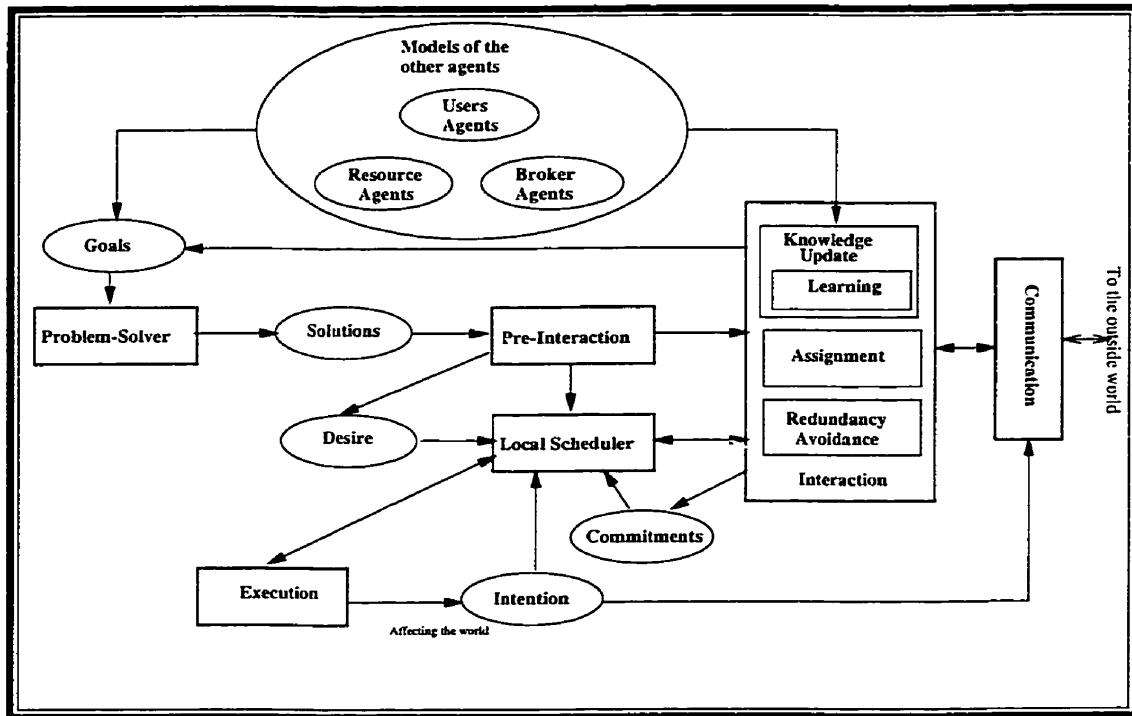 Models of the
other agents
Users
Agents
Resource
Agents
Broker
Agents
Goals
Knowledge
Update
Learning
Problem-Solver
Solutions
Pre-Interaction
Assignment
Communication
To the outside world
Desire
Local Scheduler
Redundancy
Avoidance
Interaction
Commitments
Execution
Intention
Affecting the world